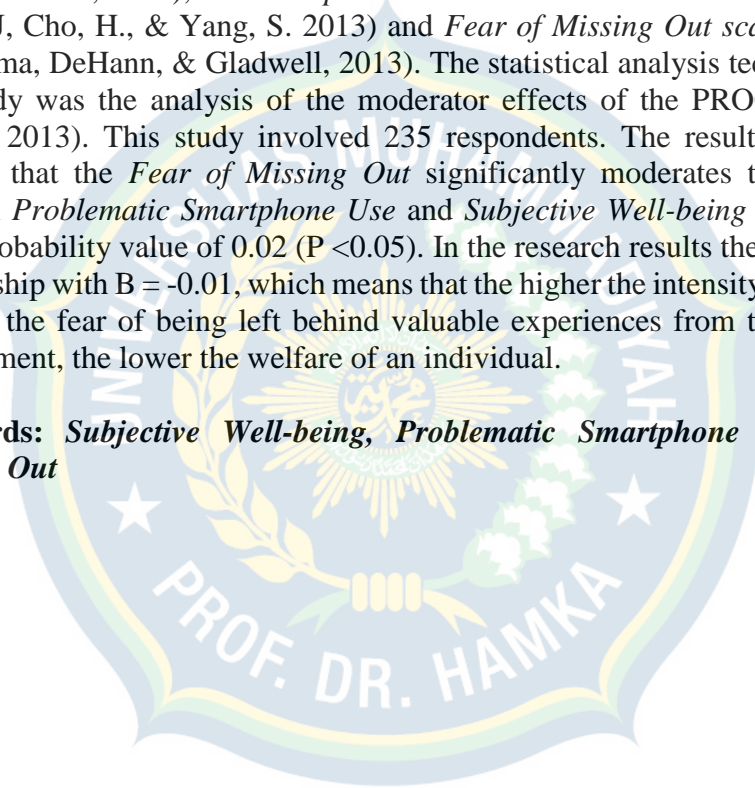 J, Cho, H., & Yang, S. 2013) and Fear of Missing Out sca
ma, DeHann, & Gladwell, 2013). The statistical analysis te
dy was the analysis of the moderator effects of the PRO
2013). This study involved 235 respondents. The result
that the Fear of Missing Out significantly moderates t
Problematic Smartphone Use and Subjective Well-being
obability value of 0.02 (P <0.05). In the research results the
ship with B = -0.01, which means that the higher the intensity
the fear of being left behind valuable experiences from t
ment, the lower the welfare of an individual.
rds: Subjective Well-being, Problematic Smartphone
Out
UNIVERSITAS MUHAMMADIYAH
PROF. DR. HAMKA